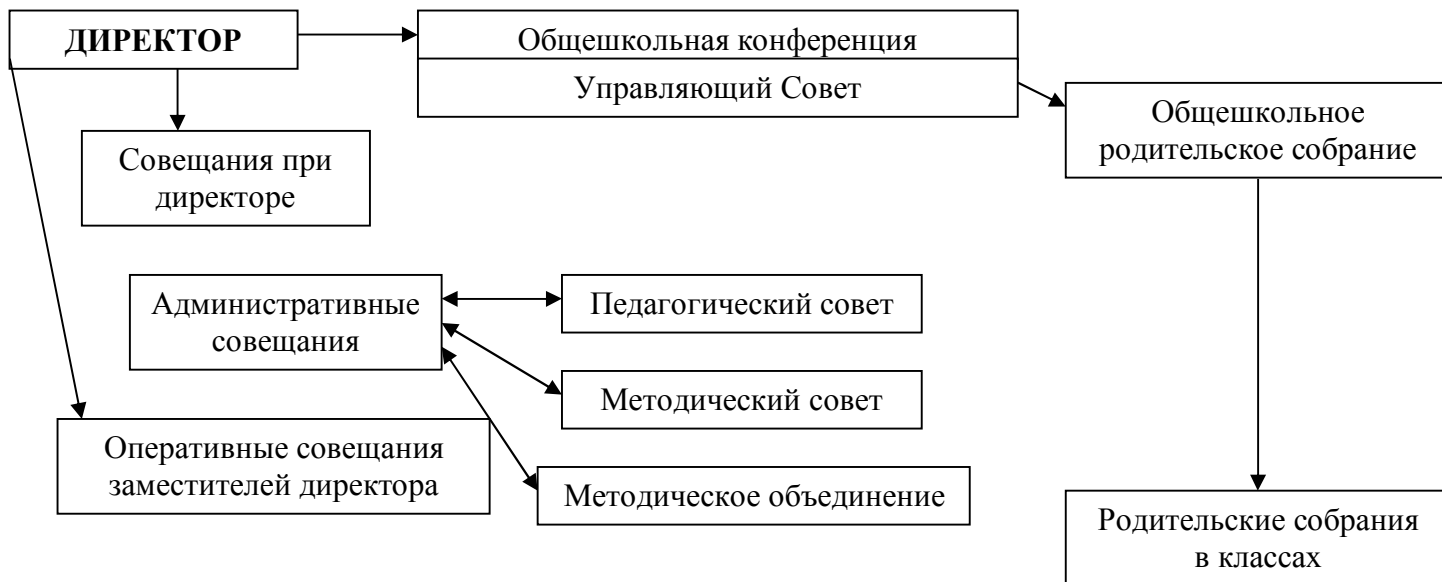 ДИРЕКТОР
Общешкольная конференция
Управляющий Совет
Общешкольное
родительское собрание
Совещания при
директоре
Административные
совещания
Педагогический совет
Методический совет
Оперативные совещания
заместителей директора
Методическое объединение
Родительские собрания
в классах